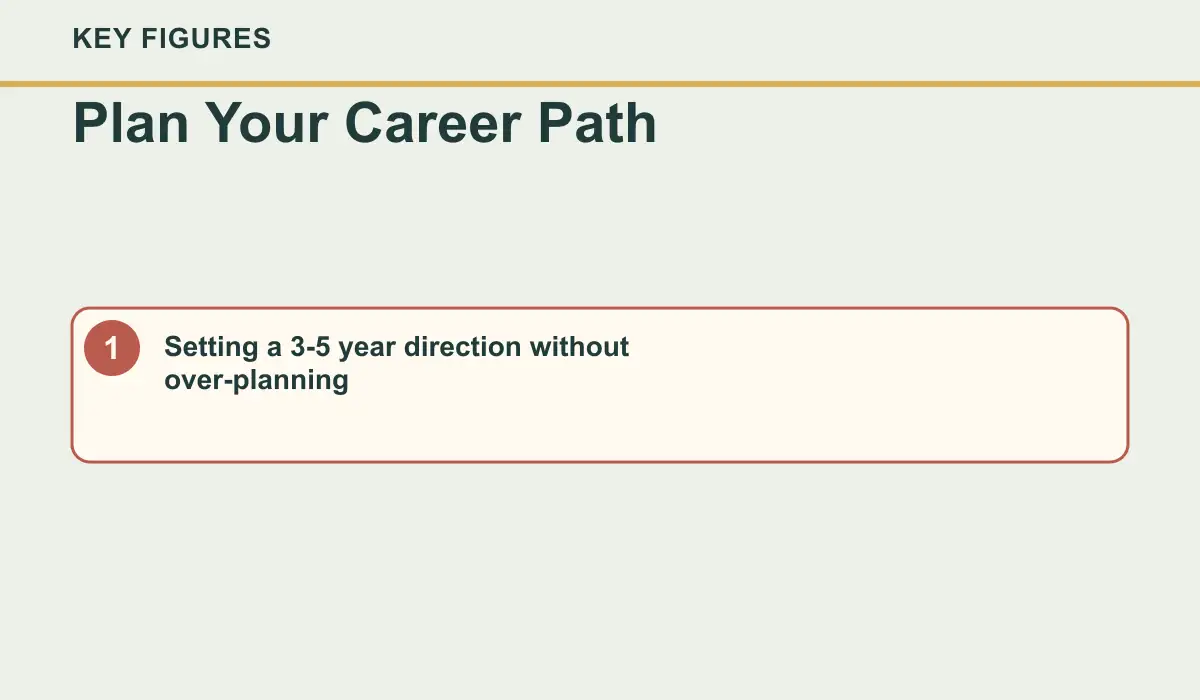 KEY FIGURES
Plan Your Career Path
1
Setting a 3-5 year direction without
over-planning